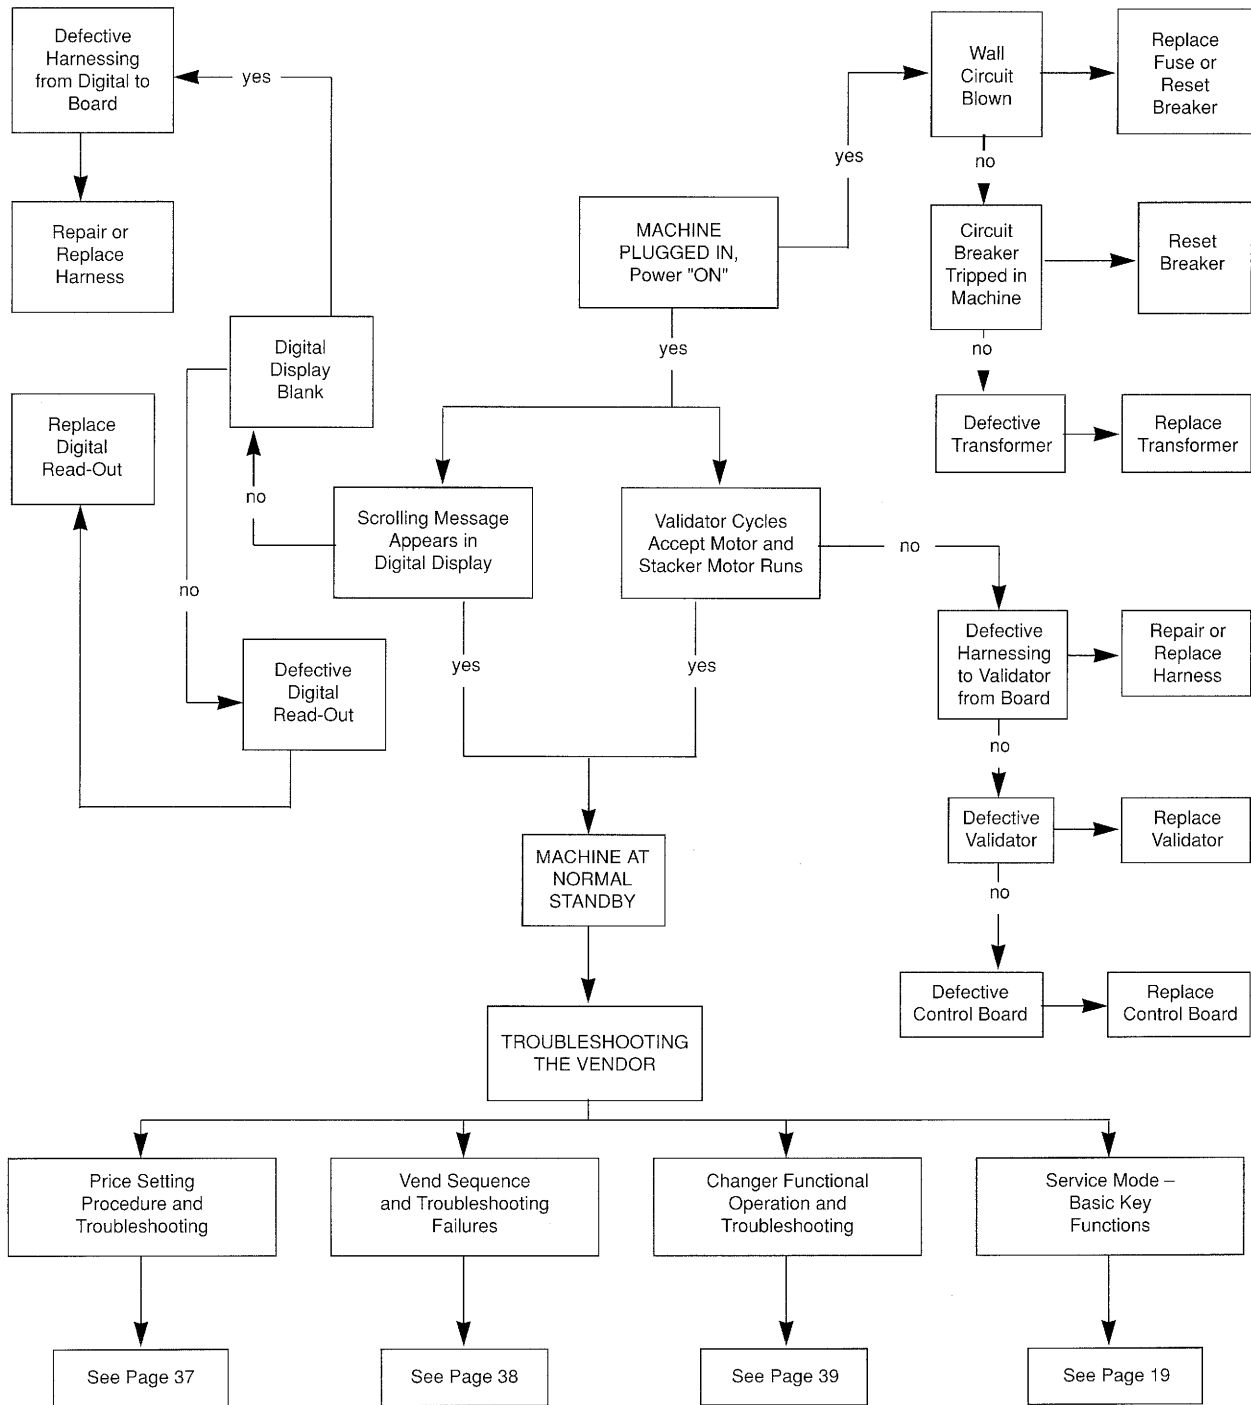 Defective
Harnessing
from Digital to
Board
yes
Repair or
Replace
Harness
Digital
Display
Blank
Replace
Digital
Read-Out
no
no
Defective
Digital
Read-Out
MACHINE
PLUGGED IN,
Power "ON"
yes
yes
Wall
Circuit
Blown
Replace
Fuse or
Reset
Breaker
no
Circuit
Breaker
Tripped in
Machine
Reset
Breaker
no
Defective
Transformer
Replace
Transformer
Scrolling Message
Appears in
Digital Display
Validator Cycles
Accept Motor and
Stacker Motor Runs
no
yes
yes
Defective
Harnessing
to Validator
from Board
Repair or
Replace
Harness
no
Defective
Validator
Replace
Validator
no
Defective
Control Board
Replace
Control Board
MACHINE AT
NORMAL
STANDBY
TROUBLESHOOTING
THE VENDOR
Price Setting
Procedure and
Troubleshooting
Vend Sequence
and Troubleshooting
Failures
Changer Functional
Operation and
Troubleshooting
Service Mode –
Basic Key
Functions
See Page 37
See Page 38
See Page 39
See Page 19